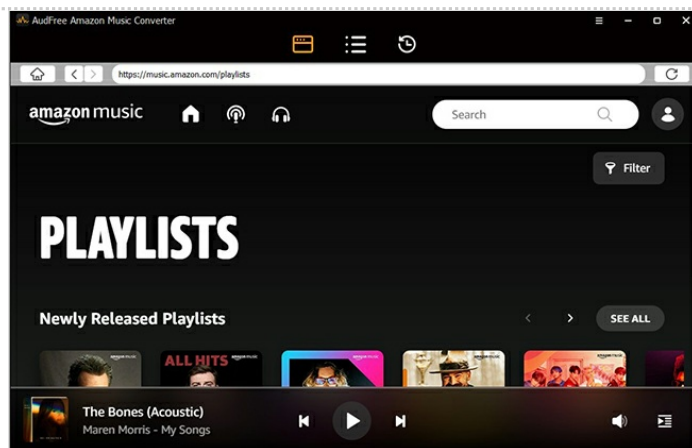 AudFree Amazon Music Converter
https://music.amazon.com/playlists
amazon music
Search
Filter
PLAYLISTS
Newly Released Playlists
SEE ALL
ALL HITS
The Bones (Acoustic)
Maren Morris - My Songs